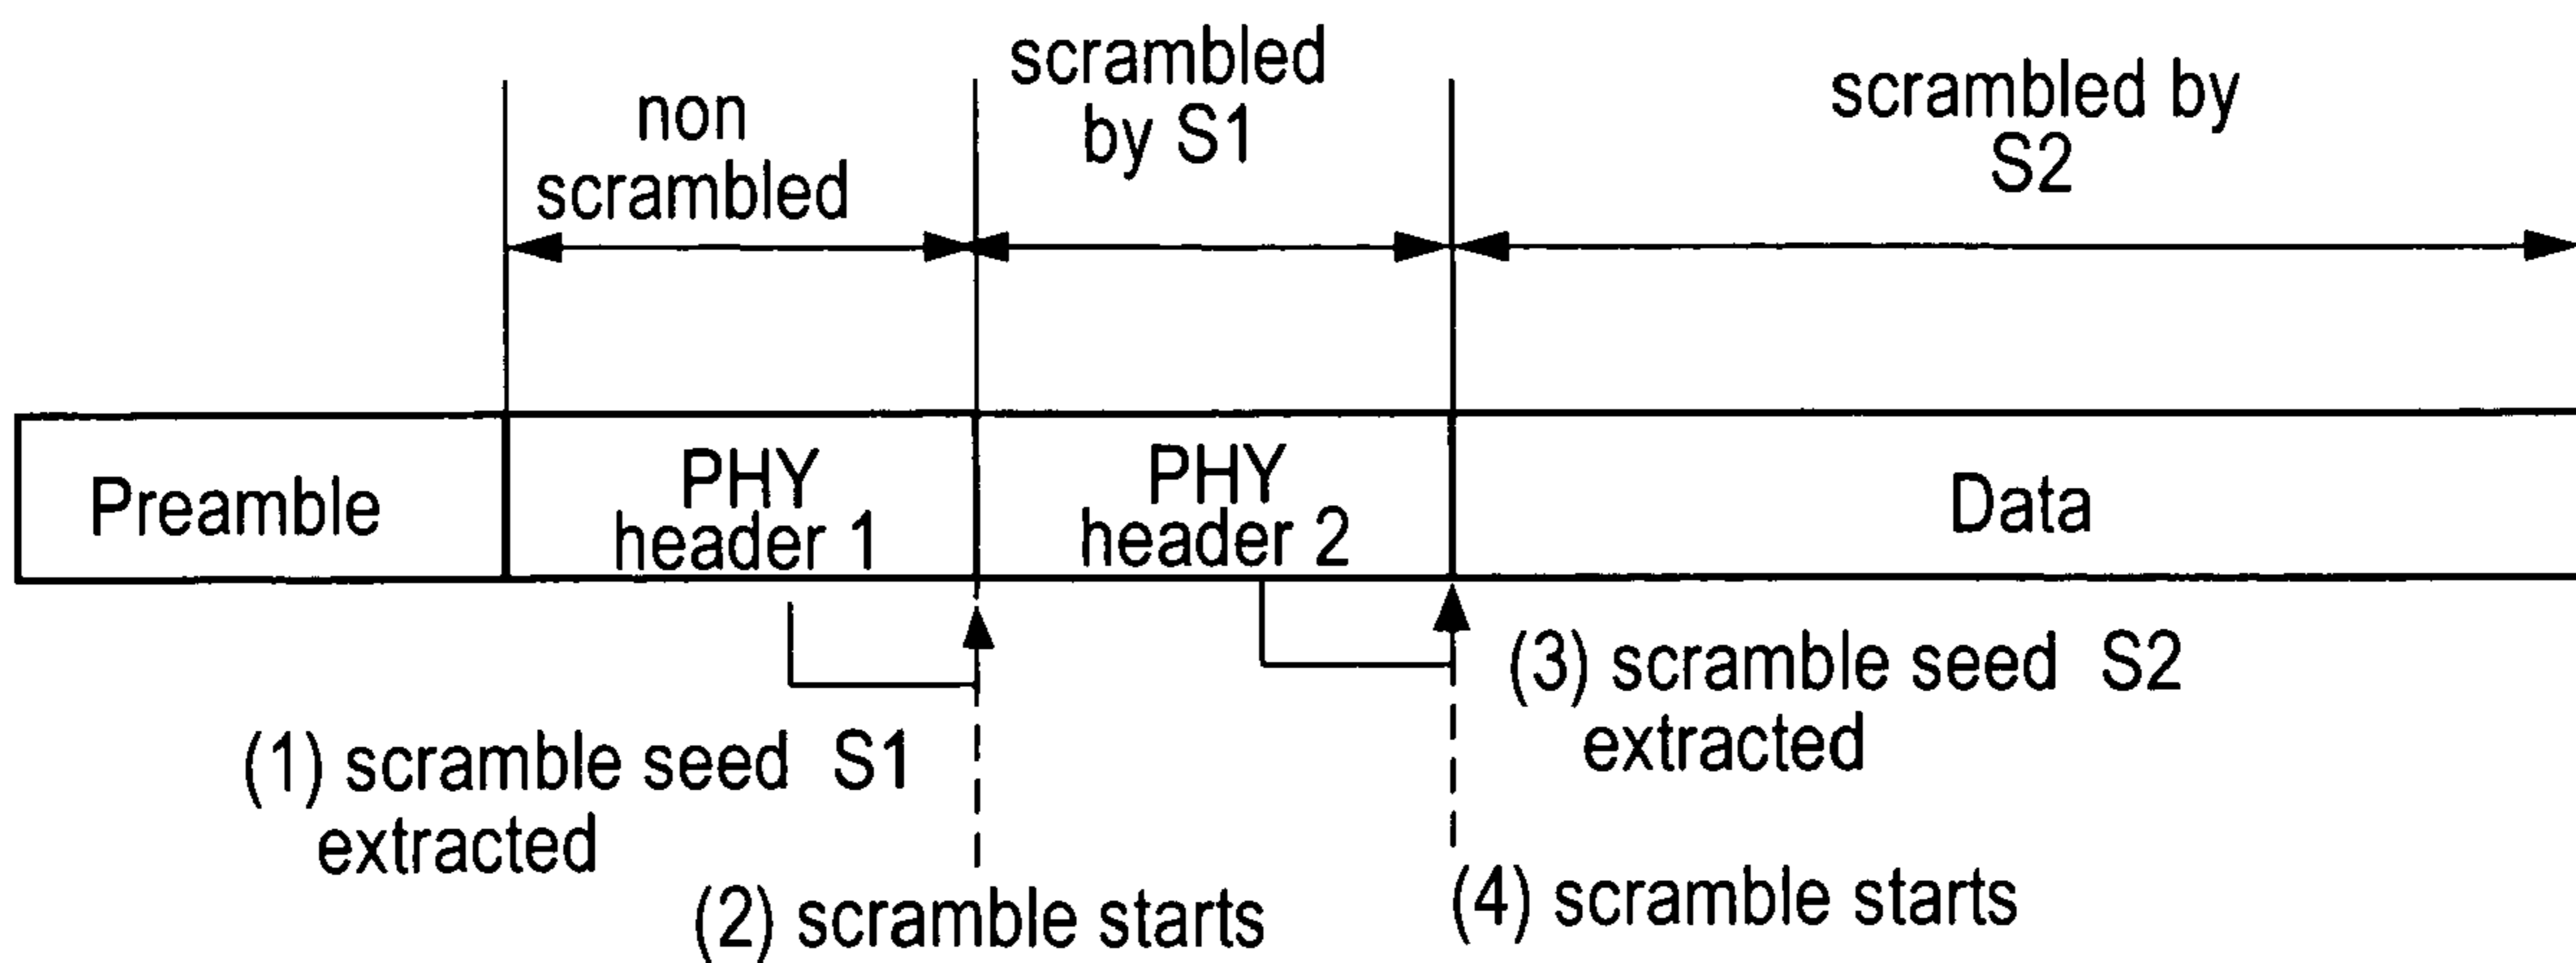 non
scrambled
scrambled
by S1
scrambled by
S2
Preamble
PHY
header 1
PHY
header 2
Data
(1) scramble seed S1
extracted
(2) scramble starts
(3) scramble seed S2
extracted
(4) scramble starts